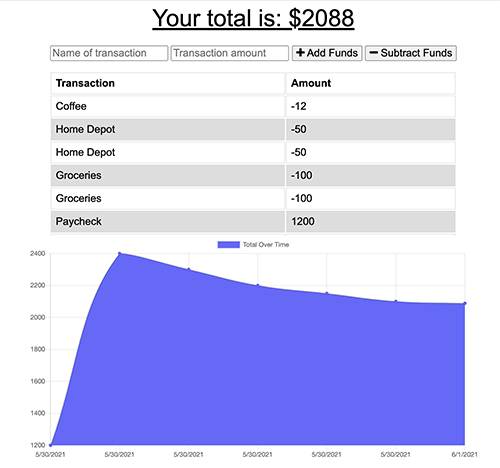 Your total is: $2088
Name of transaction Transaction amount + Add Funds − Subtract Funds
Transaction Amount
Coffee -12
Home Depot -50
Home Depot -50
Groceries -100
Groceries -100
Paycheck 1200
Total Over Time
2400
2200
2000
1800
1600
1400
1200
5/30/2021 5/30/2021 5/30/2021 5/30/2021 5/30/2021 5/30/2021 6/1/2021